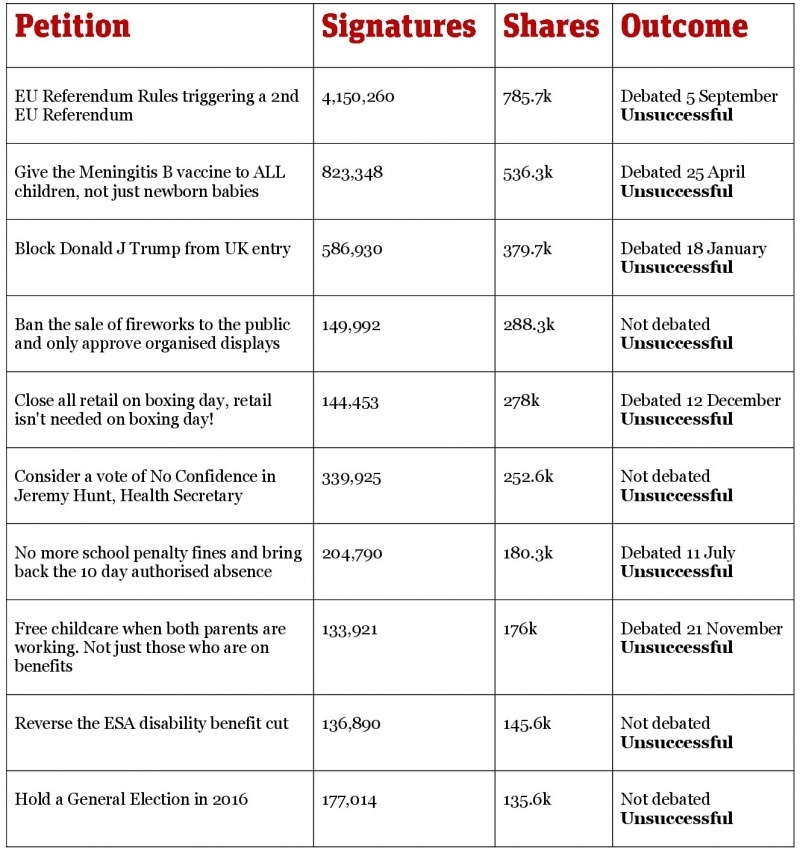 Petition Signatures Shares Outcome
EU Referendum Rules triggering a 2nd 4,150,260 785.7k Debated 5 September
EU Referendum Unsuccessful
Give the Meningitis B vaccine to ALL 823,348 536.3k Debated 25 April
children, not just newborn babies Unsuccessful
Block Donald J Trump from UK entry 586,930 379.7k Debated 18 January
Unsuccessful
Ban the sale of fireworks to the public 149,992 288.3k Not debated
and only approve organised displays Unsuccessful
Close all retail on boxing day, retail 144,453 278k Debated 12 December
isn't needed on boxing day! Unsuccessful
Consider a vote of No Confidence in 339,925 252.6k Not debated
Jeremy Hunt, Health Secretary Unsuccessful
No more school penalty fines and bring 204,790 180.3k Debated 11 July
back the 10 day authorised absence Unsuccessful
Free childcare when both parents are 133,921 176k Debated 21 November
working. Not just those who are on Unsuccessful
benefits
Reverse the ESA disability benefit cut 136,890 145.6k Not debated
Unsuccessful
Hold a General Election in 2016 177,014 135.6k Not debated
Unsuccessful